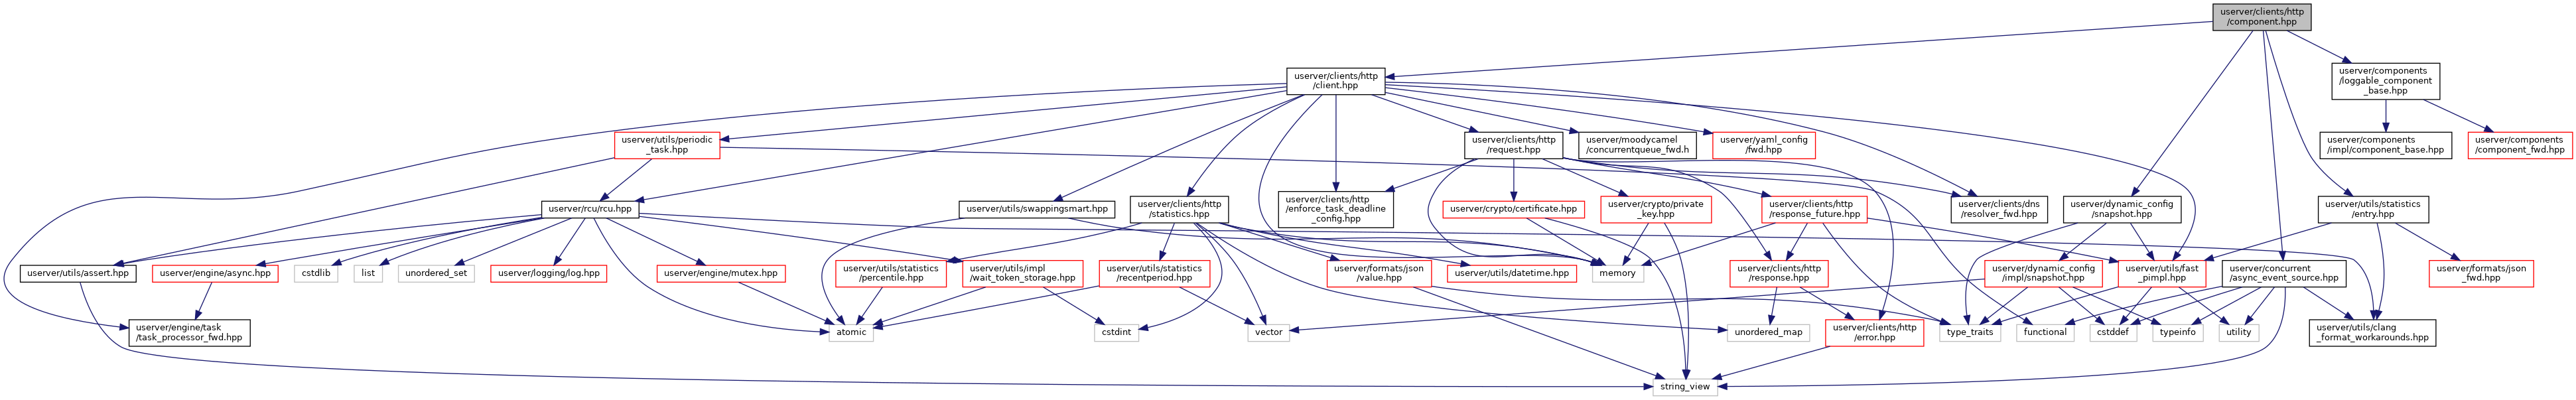 userver/clients/http
/component.hpp
userver/clients/http
/client.hpp
userver/components
/loggable_component
_base.hpp
userver/utils/periodic
_task.hpp
userver/clients/http
/request.hpp
userver/moodycamel
/concurrentqueue_fwd.h
userver/yaml_config
/fwd.hpp
userver/components
/impl/component_base.hpp
userver/components
/component_fwd.hpp
userver/rcu/rcu.hpp
userver/utils/swappingsmart.hpp
userver/clients/http
/statistics.hpp
userver/clients/http
/enforce_task_deadline
_config.hpp
userver/crypto/certificate.hpp
userver/crypto/private
_key.hpp
userver/clients/http
/response_future.hpp
userver/clients/dns
/resolver_fwd.hpp
userver/dynamic_config
/snapshot.hpp
userver/utils/statistics
/entry.hpp
userver/utils/assert.hpp
userver/engine/async.hpp
cstdlib
list
unordered_set
userver/logging/log.hpp
userver/engine/mutex.hpp
userver/utils/statistics
/percentile.hpp
userver/utils/impl
/wait_token_storage.hpp
userver/utils/statistics
/recentperiod.hpp
userver/formats/json
/value.hpp
userver/utils/datetime.hpp
memory
userver/clients/http
/response.hpp
userver/dynamic_config
/impl/snapshot.hpp
userver/utils/fast
_pimpl.hpp
userver/concurrent
/async_event_source.hpp
userver/formats/json
_fwd.hpp
userver/engine/task
/task_processor_fwd.hpp
atomic
cstdint
vector
unordered_map
userver/clients/http
/error.hpp
type_traits
functional
cstddef
typeinfo
utility
userver/utils/clang
_format_workarounds.hpp
string_view